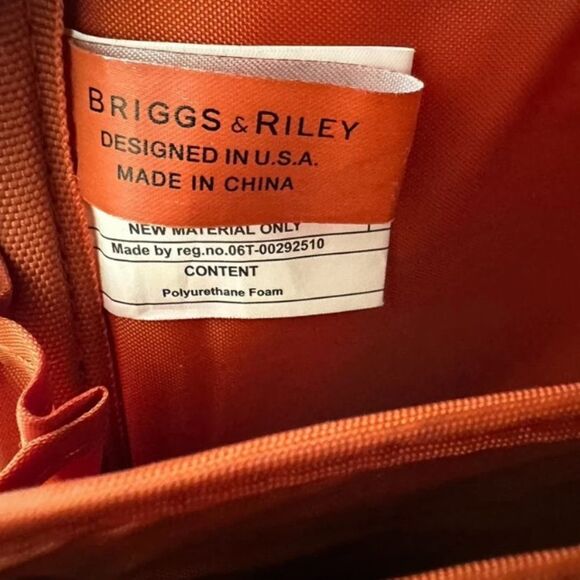 BRIGGS & RILEY
DESIGNED IN U.S.A.
MADE IN CHINA
NEW MATERIAL ONLY
Made by reg.no.06T-00292510
CONTENT
Polyurethane Foam